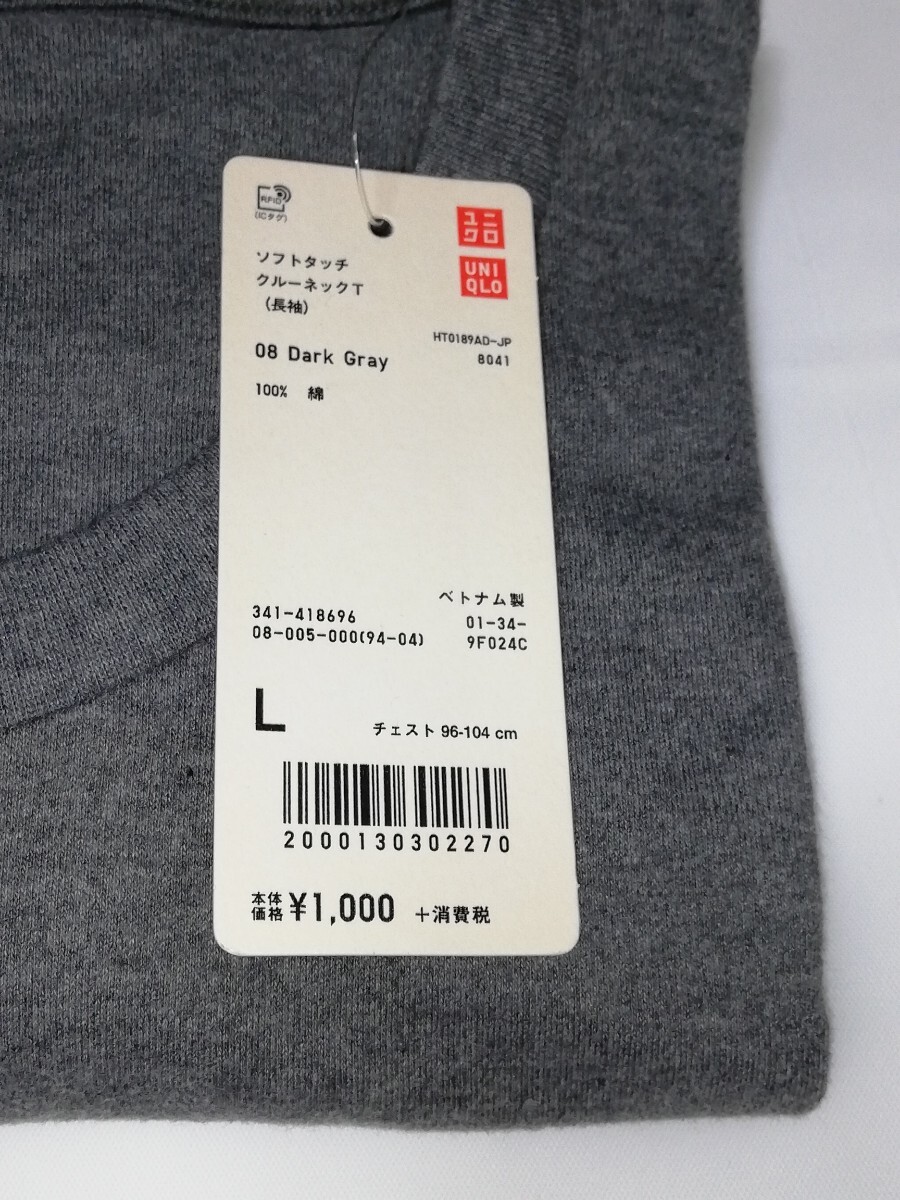 RFID
(ICタグ)
ユニ
クロ
UNI
QLO
ソフトタッチ
クルーネックT
(長袖)
HT0189AD-JP
8041
08 Dark Gray
100% 綿
ベトナム製
341-418696
08-005-000(94-04)
01-34-
9F024C
L
チェスト 96-104 cm
2000130302270
本体
価格 ¥1,000 +消費税